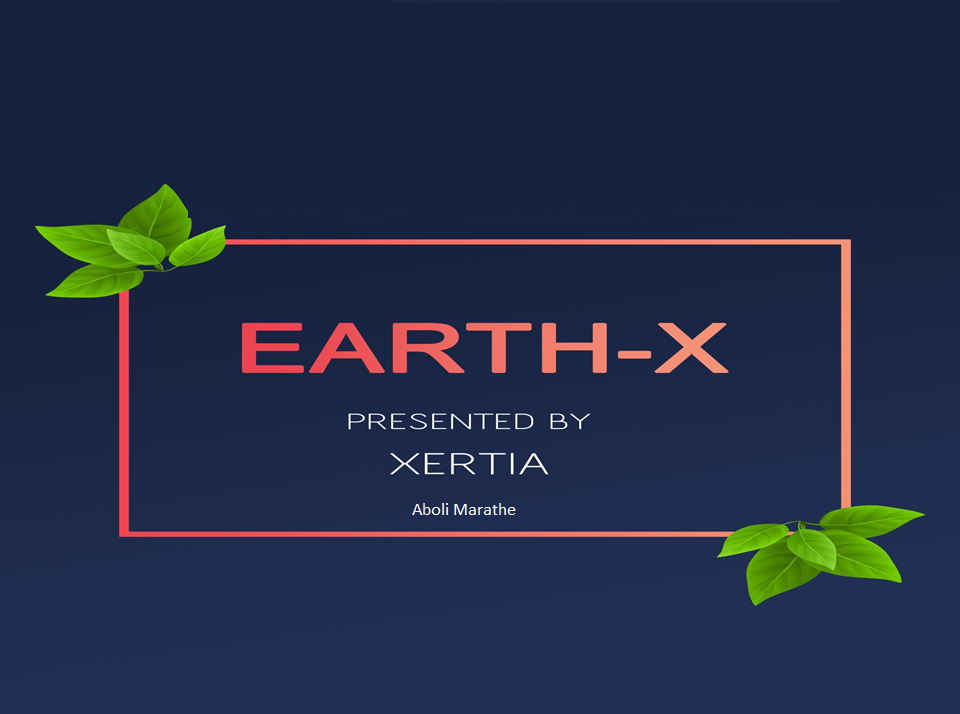 EARTH-X
PRESENTED BY
XERTIA
Aboli Marathe